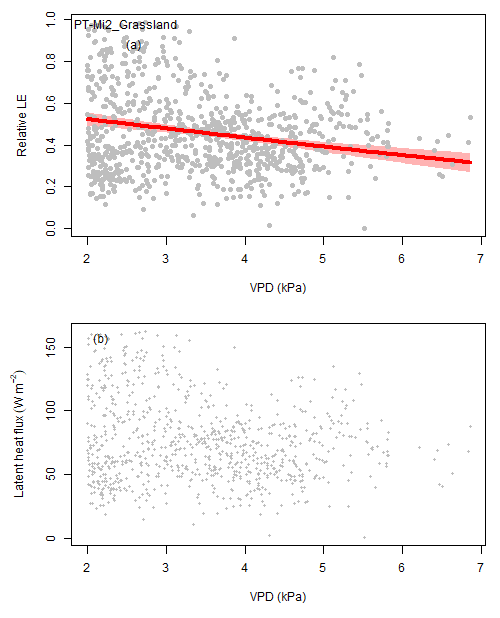 PT-Mi2_Grassland
(a)
1.0
0.8
0.6
0.4
0.2
0.0
Relative LE
2 3 4 5 6 7
VPD (kPa)
(b)
150
100
50
0
Latent heat flux (W m⁻²)
2 3 4 5 6 7
VPD (kPa)